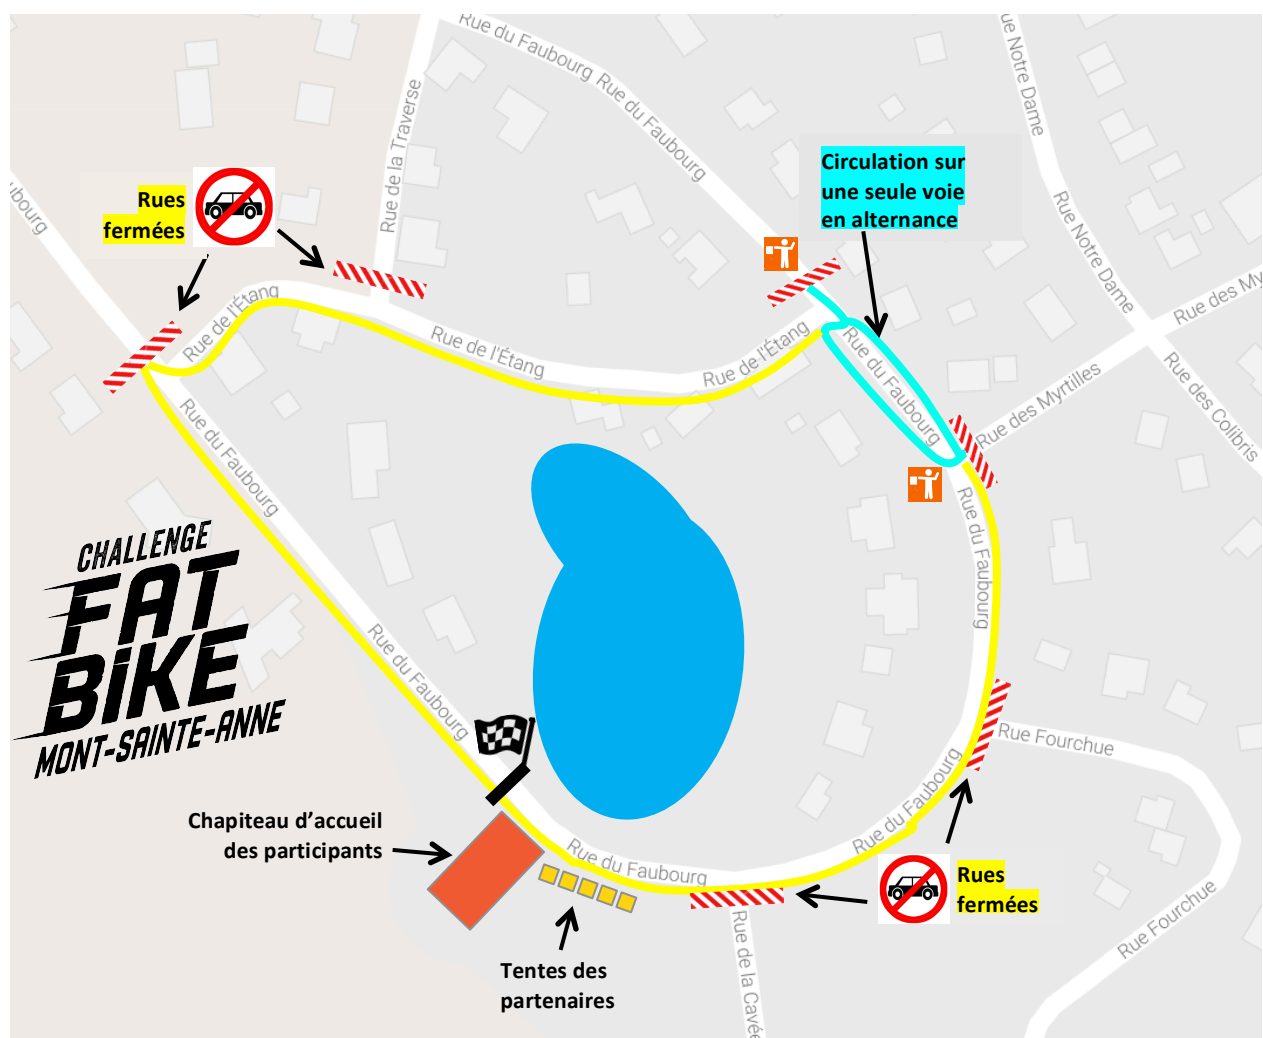 Rue du Faubourg
Rue du Faubourg
ue Notre Dame
Rue de la Traverse
Circulation sur
une seule voie
en alternance
Rues
fermées
ubourg
Rue Notre Dame
Rue des My
Rue de l'Étang
Rue de l'Étang
Rue de l'Étang
Rue du Faubourg
Rue des Myrtilles
Rue des Colibris
Rue du Faubourg
Rue du Faubourg
CHALLENGE
FAT
BIKE
MONT-SAINTE-ANNE
Rue du Faubourg
Rue Fourchue
Rue du Faubourg
Chapiteau d’accueil
des participants
Rue du Faubourg
Rues
fermées
Rue Fourchue
Rue de la Cavée
Tentes des
partenaires